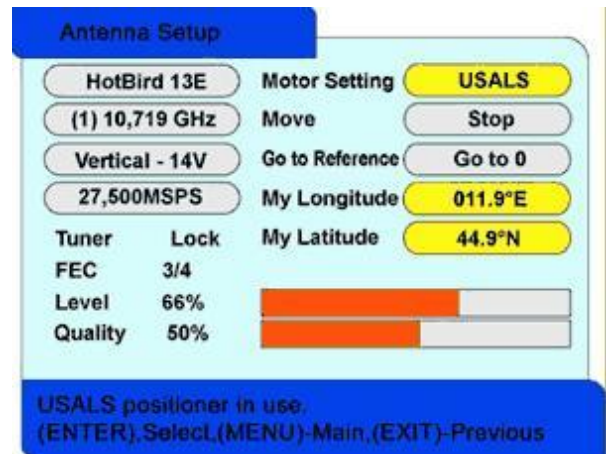 Antenna Setup
HotBird 13E Motor Setting USALS
(1) 10,719 GHz Move Stop
Vertical - 14V Go to Reference Go to 0
27,500MSPS My Longitude 011.9°E
Tuner Lock My Latitude 44.9°N
FEC 3/4
Level 66%
Quality 50%
USALS positioner in use.
(ENTER),Select,(MENU)-Main,(EXIT)-Previous